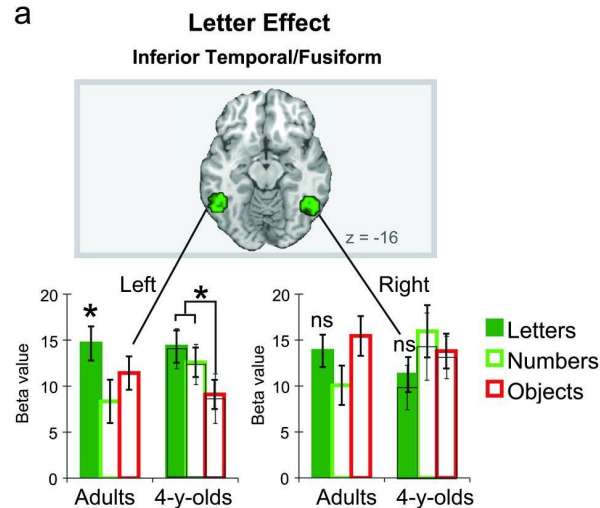 a
Letter Effect
Inferior Temporal/Fusiform
z = -16
Left
Right
20
15
10
5
0
Beta value
*
*
Adults
4-y-olds
20
15
10
5
0
Beta value
ns
ns
Adults
4-y-olds
Letters
Numbers
Objects